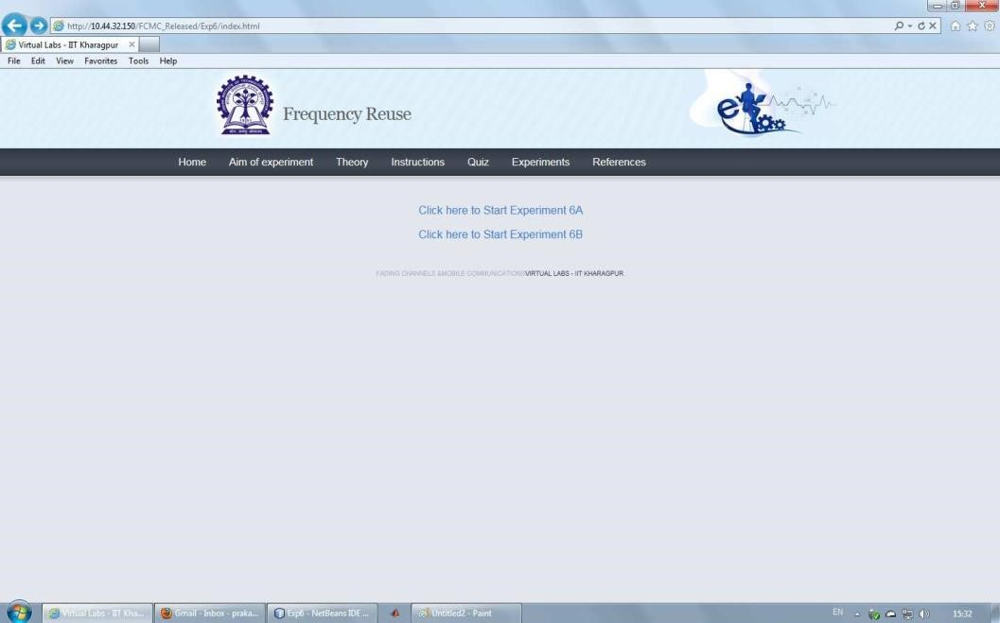 http://10.44.32.150/FCMC_Released/Exp6/index.html
Virtual Labs - IIT Kharagpur
File Edit View Favorites Tools Help
Frequency Reuse
Home Aim of experiment Theory Instructions Quiz Experiments References
Click here to Start Experiment 6A
Click here to Start Experiment 6B
FADING CHANNELS &MOBILE COMMUNICATIONSVIRTUAL LABS - IIT KHARAGPUR
Virtual Labs - IIT Kha... Gmail - Inbox - praka... Exp6 - NetBeans IDE ... Untitled2 - Paint EN 15:32